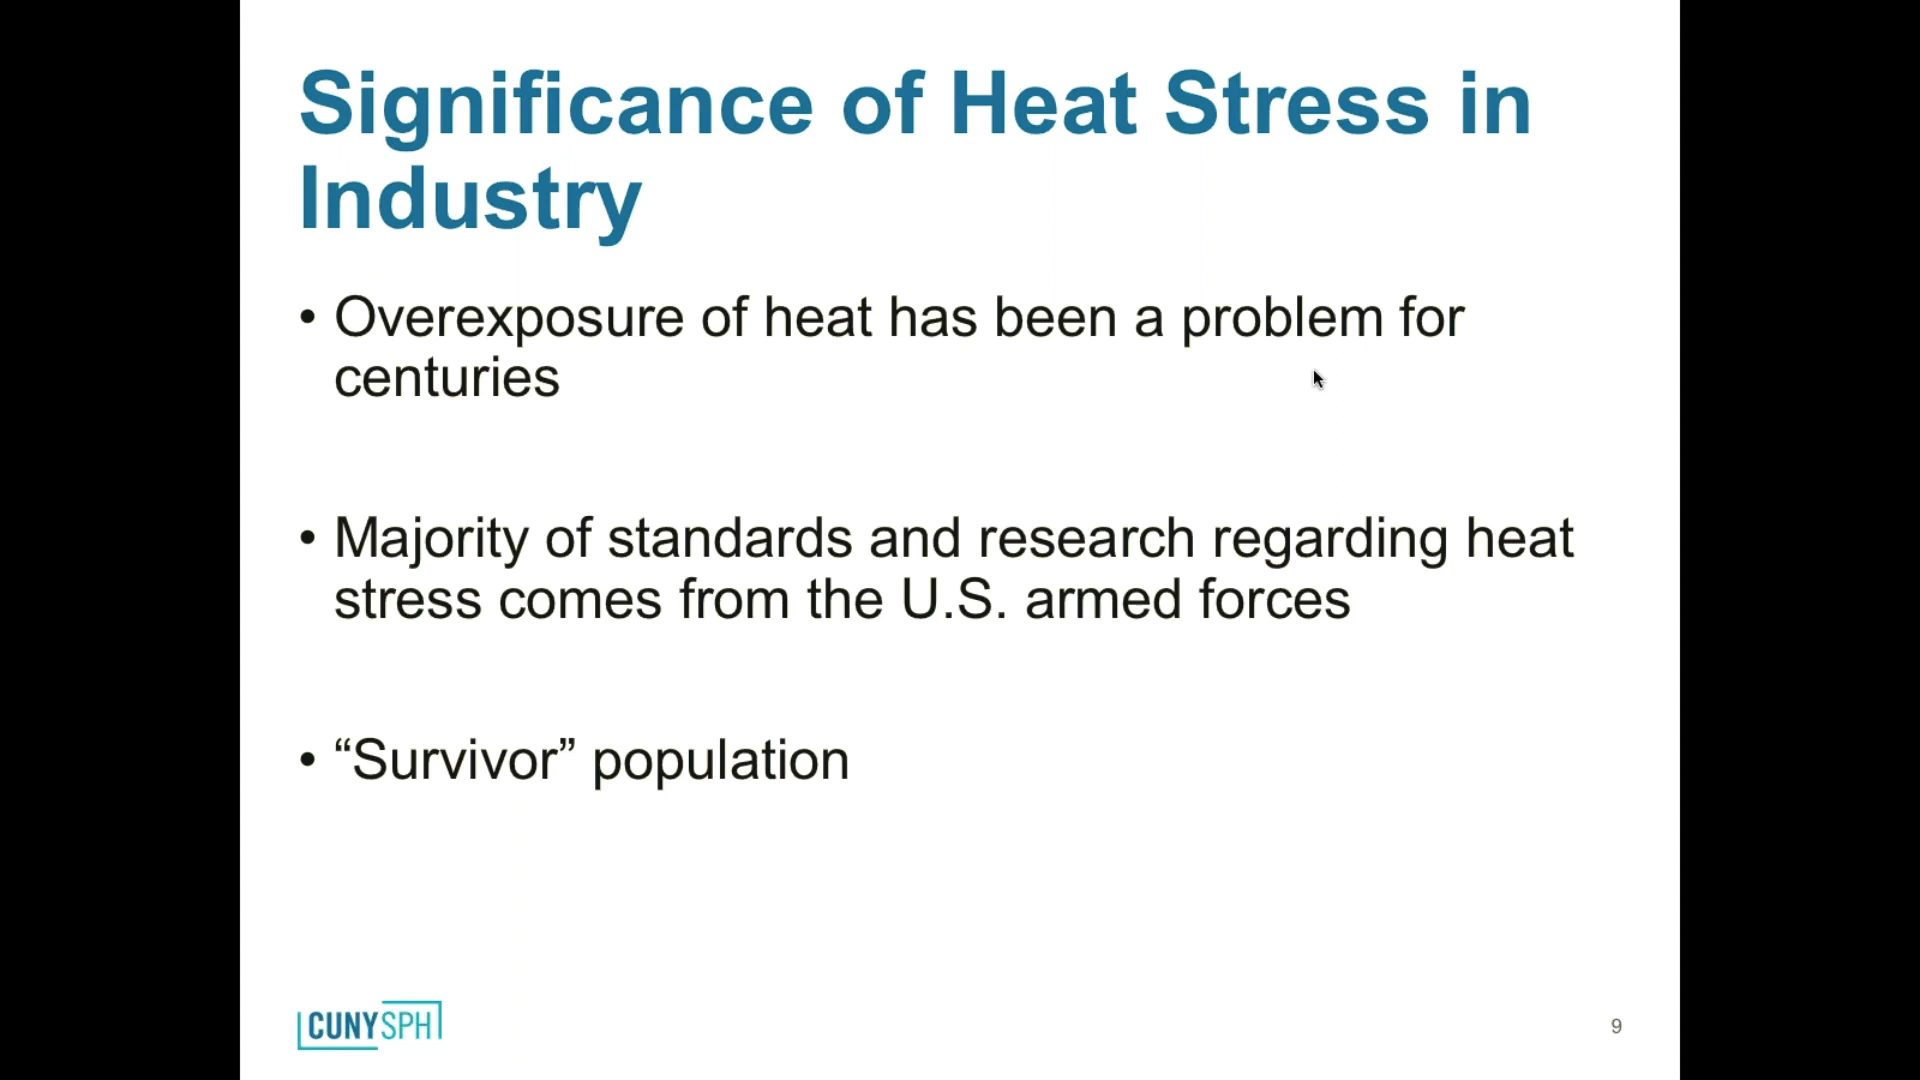 Significance of Heat Stress in
Industry
• Overexposure of heat has been a problem for
centuries
• Majority of standards and research regarding heat
stress comes from the U.S. armed forces
• “Survivor” population
CUNYSPH
9